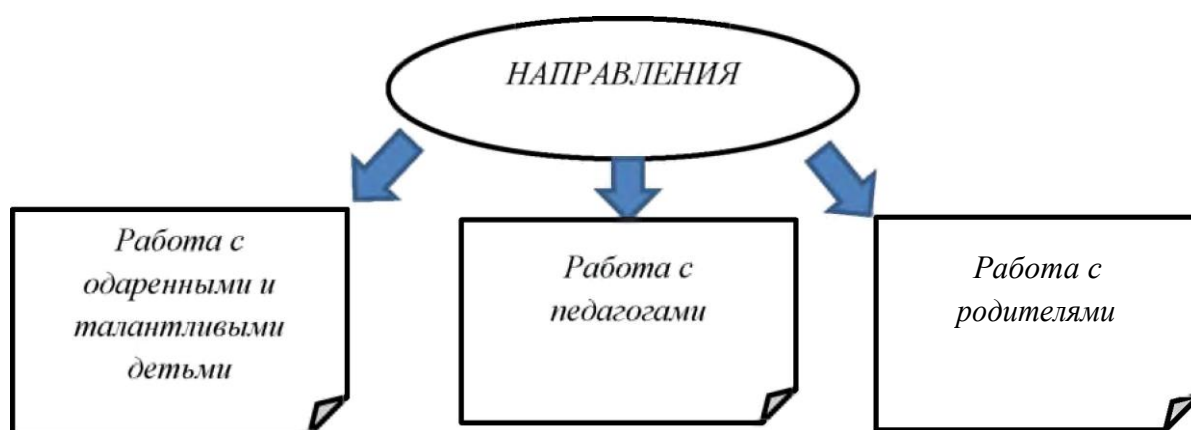 НАПРАВЛЕНИЯ
Работа с
одаренными и
талантливыми
детьми
Работа с
педагогами
Работа с
родителями